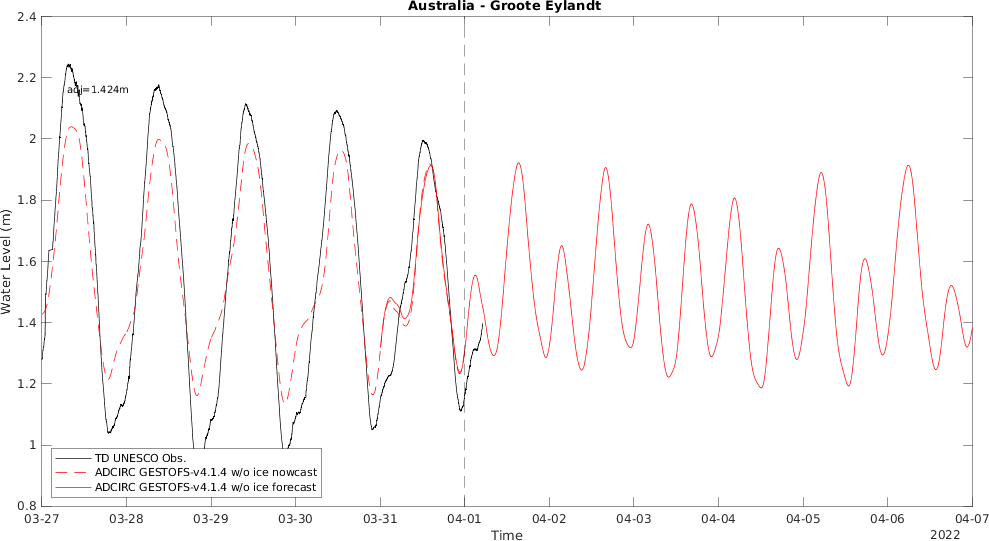 Australia - Groote Eylandt
2.4
2.2
2
1.8
1.6
1.4
1.2
1
0.8
Water Level (m)
adj=1.424m
TD UNESCO Obs.
ADCIRC GESTOFS-v4.1.4 w/o ice nowcast
ADCIRC GESTOFS-v4.1.4 w/o ice forecast
03-27 03-28 03-29 03-30 03-31 04-01 04-02 04-03 04-04 04-05 04-06 04-07
Time
2022